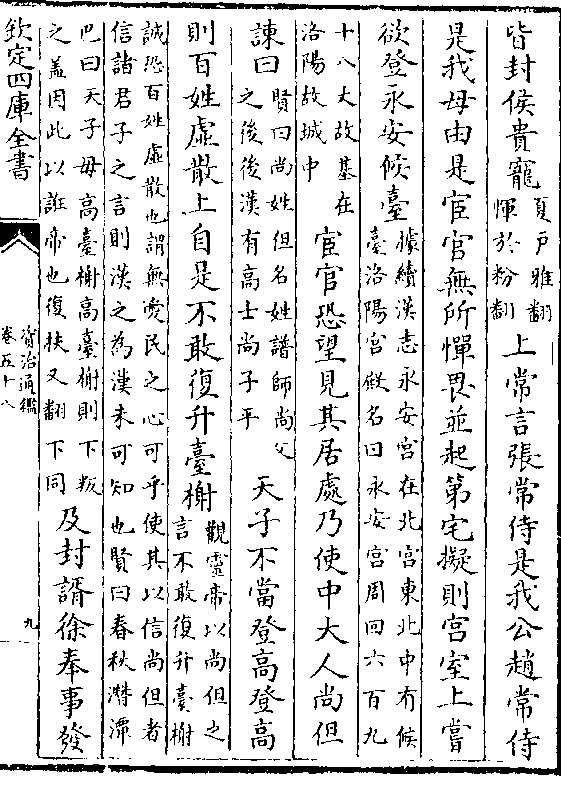 皆封侯貴寵夏戸雅翻惲於粉翻上常言張常侍是我公趙常侍
是我母由是宦官無所憚畏並起第宅擬則宮室上嘗
欲登永安候臺據續漢志永安宮在北宮東北中有候臺洛陽宮殿名曰永安宮周回六百九
十八丈故基在洛陽故城中宦官恐望見其居處乃使中大人尚但
諫曰賢曰尚姓但名姓譜師尚父之後後漢有高士尚子平天子不當登高登高
則百姓虛散上自是不敢復升臺榭觀靈帝以尚但之言不敢復升臺榭
誠恐百姓虛散也謂無愛民之心可乎使其以信尚但者信諸君子之言則漢之為漢未可知也賢曰春秋潛潭
巴曰天子毋高臺榭高臺榭則下叛之蓋因此以誑帝也復扶又翻下同及封諝徐奉事發
欽定四庫全書
資治通鑑
卷五十八
九